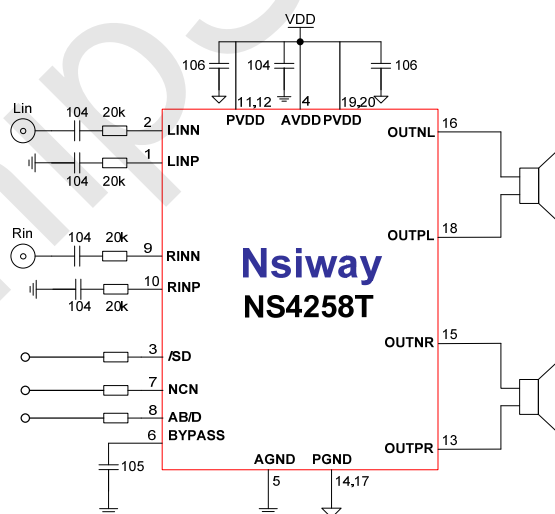 VDD
106 104 106
11,12 4 19,20
PVDD AVDD PVDD
Lin 104 20k 2 LINN
104 20k 1 LINP
Rin 104 20k 9 RINN
104 20k 10 RINP
3 /SD
7 NCN
8 AB/D
6 BYPASS
105
Nsiway
NS4258T
OUTNL 16
OUTPL 18
OUTNR 15
OUTPR 13
AGND PGND
5 14,17